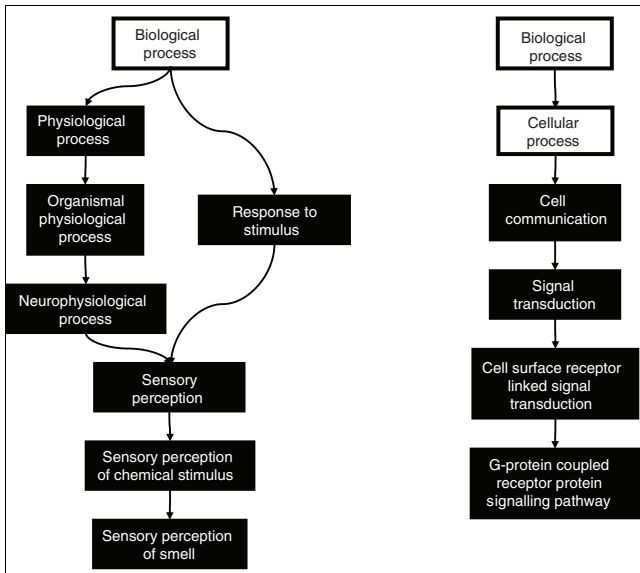 Biological
process
Physiological
process
Organismal
physiological
process
Response to
stimulus
Neurophysiological
process
Sensory
perception
Sensory perception
of chemical stimulus
Sensory perception
of smell
Biological
process
Cellular
process
Cell
communication
Signal
transduction
Cell surface receptor
linked signal
transduction
G-protein coupled
receptor protein
signalling pathway